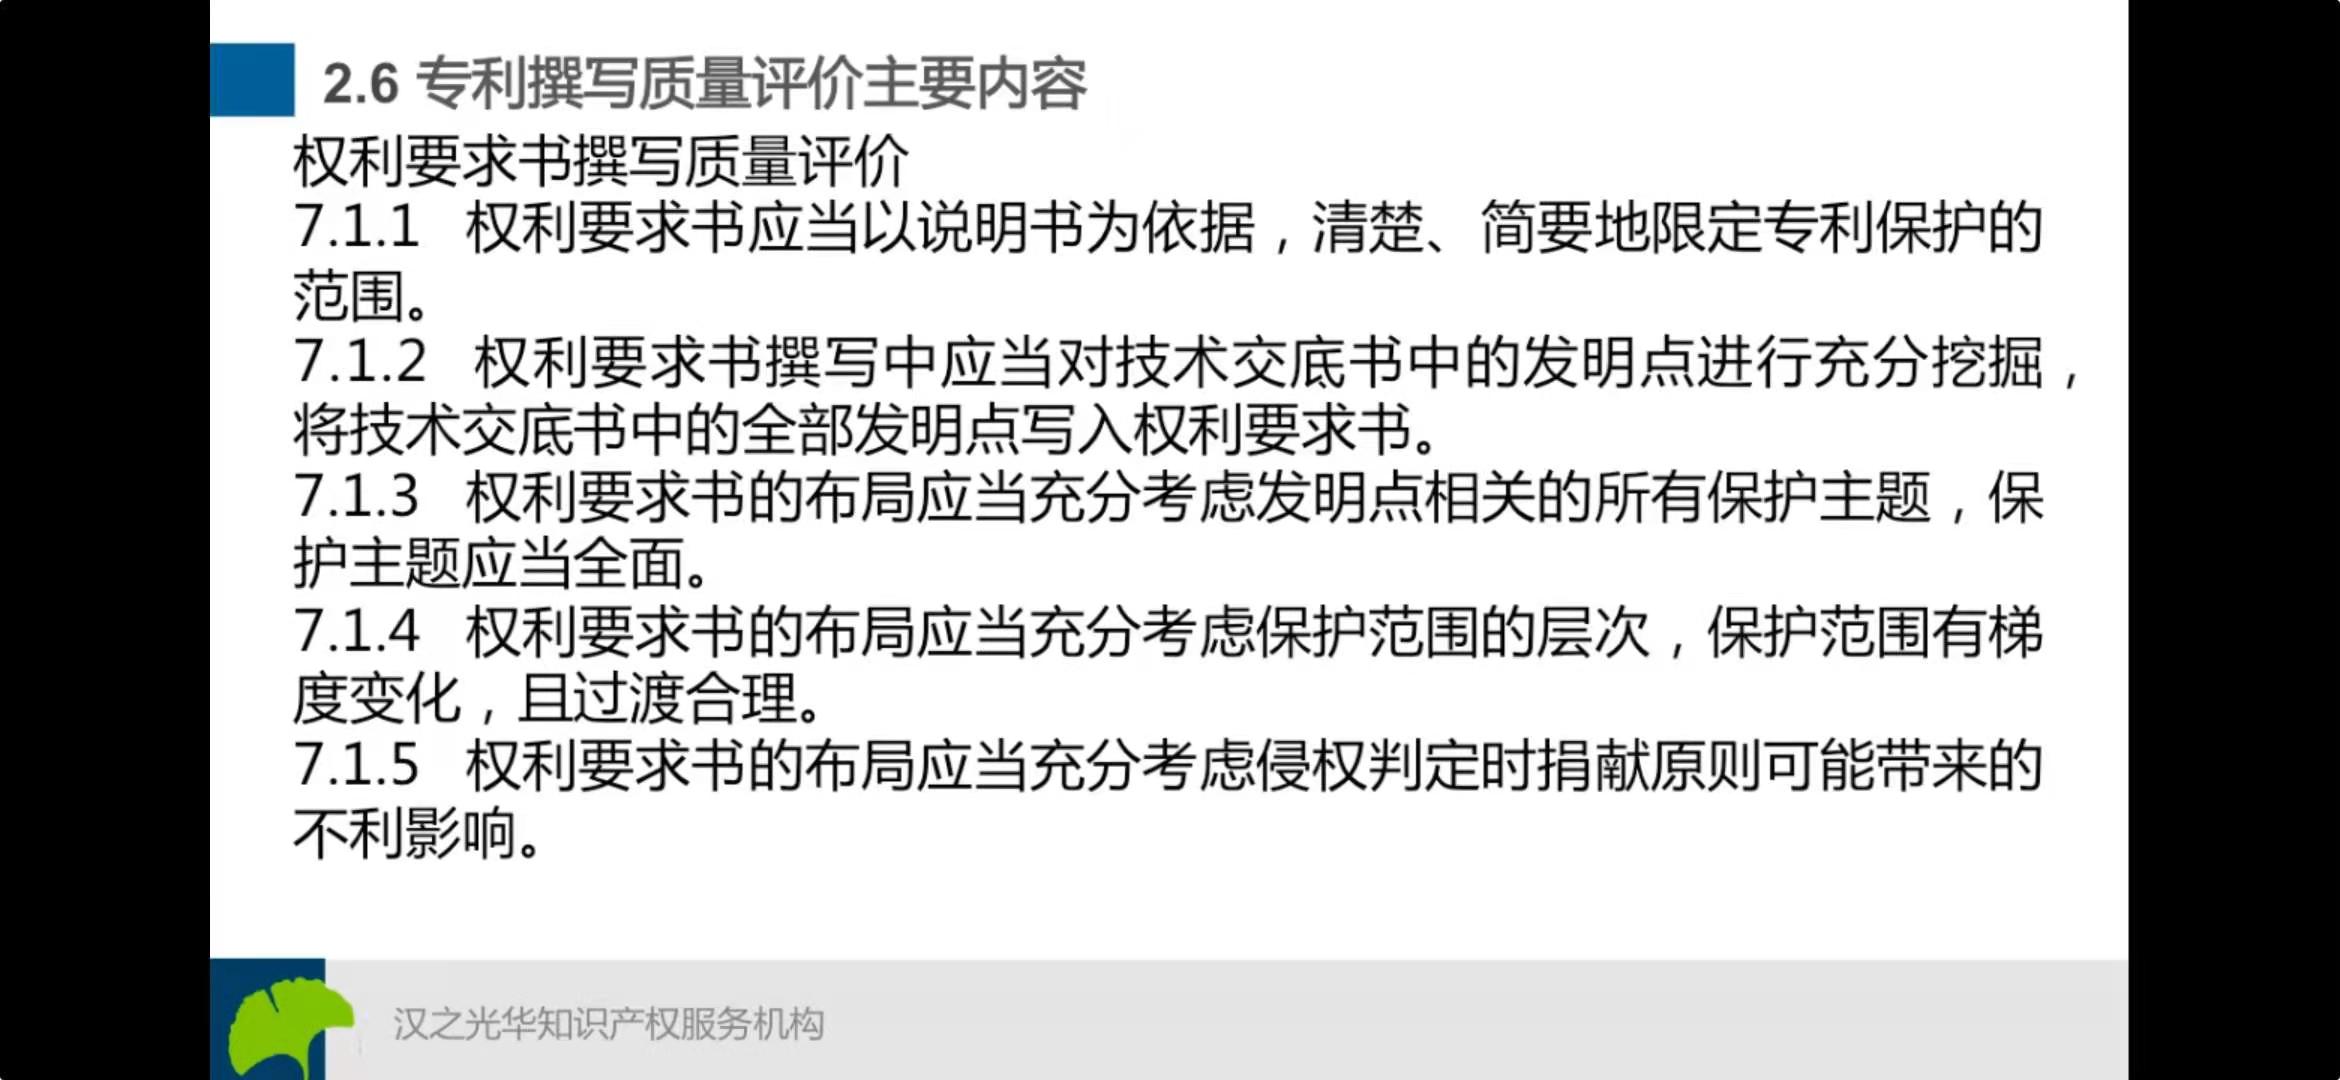 2.6 专利撰写质量评价主要内容
权利要求书撰写质量评价
7.1.1 权利要求书应当以说明书为依据，清楚、简要地限定专利保护的
范围。
7.1.2 权利要求书撰写中应当对技术交底书中的发明点进行充分挖掘，
将技术交底书中的全部发明点写入权利要求书。
7.1.3 权利要求书的布局应当充分考虑发明点相关的所有保护主题，保
护主题应当全面。
7.1.4 权利要求书的布局应当充分考虑保护范围的层次，保护范围有梯
度变化，且过渡合理。
7.1.5 权利要求书的布局应当充分考虑侵权判定时捐献原则可能带来的
不利影响。
汉之光华知识产权服务机构